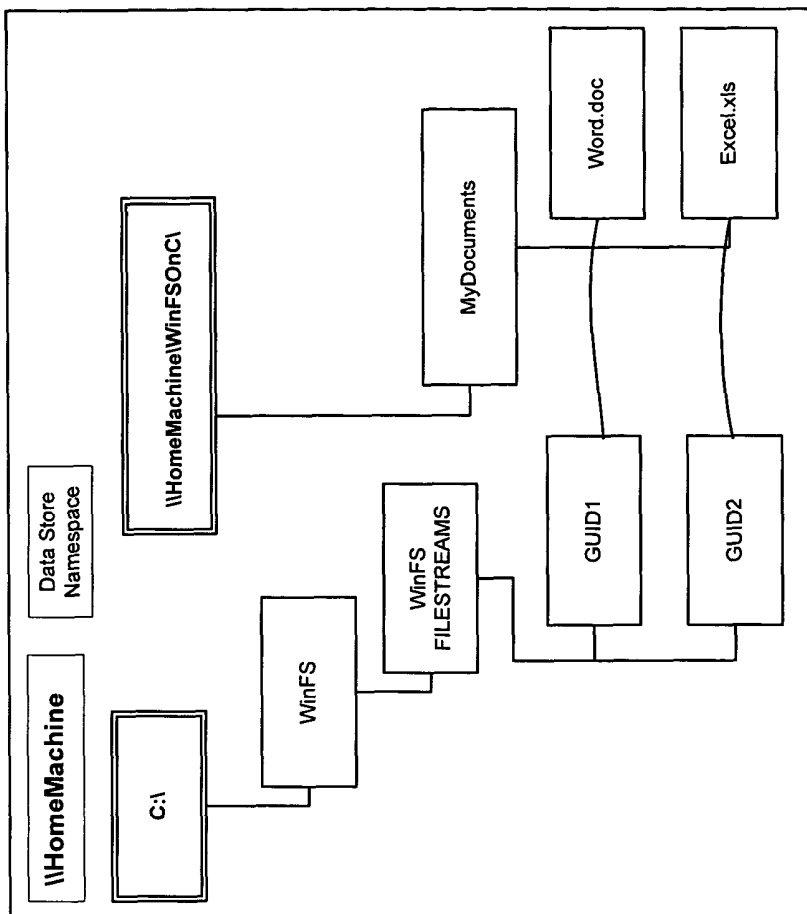 \\HomeMachine
Data Store
Namespace
C:\
\\HomeMachine\WinFSOnC\
WinFS
WinFS
FILESTREAMS
MyDocuments
GUID1
Word.doc
GUID2
Excel.xls